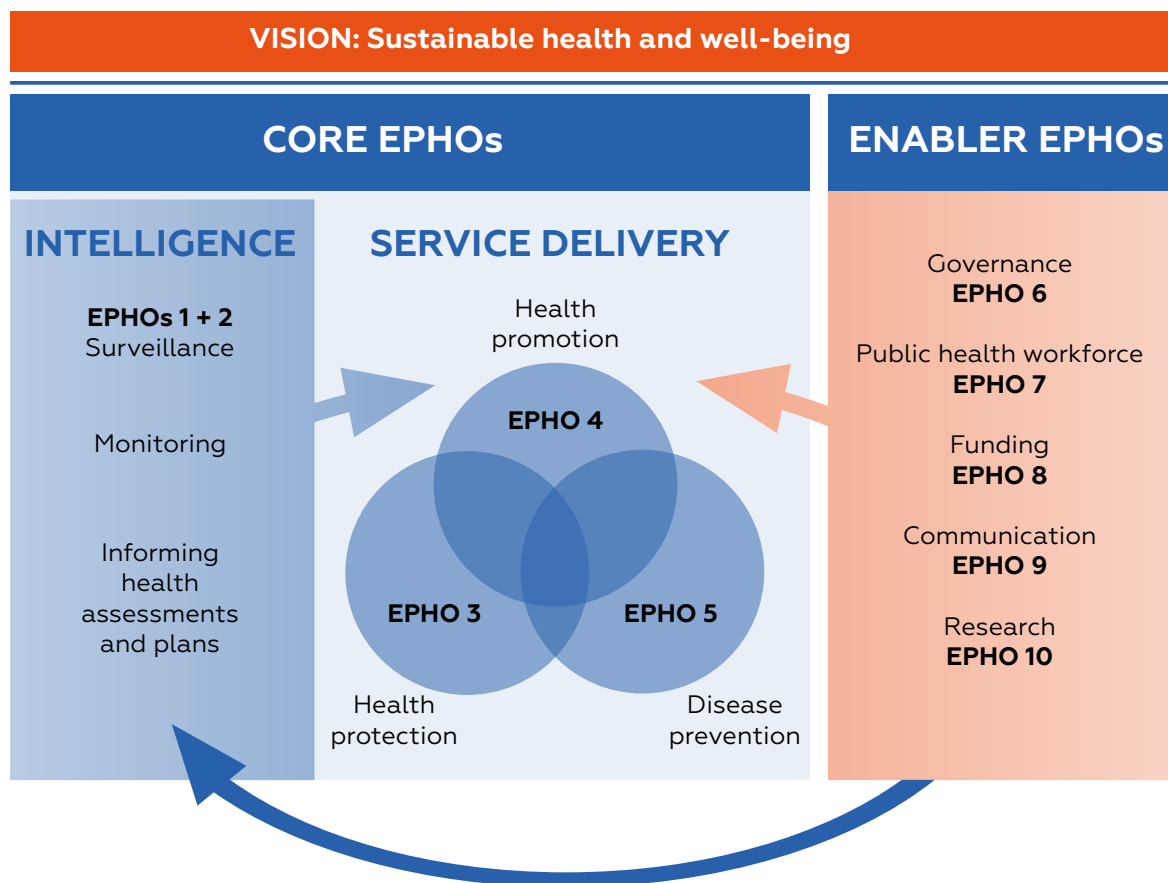 VISION: Sustainable health and well-being
CORE EPHOs
ENABLER EPHOs
INTELLIGENCE
EPHOs 1 + 2
Surveillance
Monitoring
Informing
health
assessments
and plans
SERVICE DELIVERY
Health
promotion
EPHO 4
EPHO 3
EPHO 5
Health
protection
Disease
prevention
Governance
EPHO 6
Public health workforce
EPHO 7
Funding
EPHO 8
Communication
EPHO 9
Research
EPHO 10